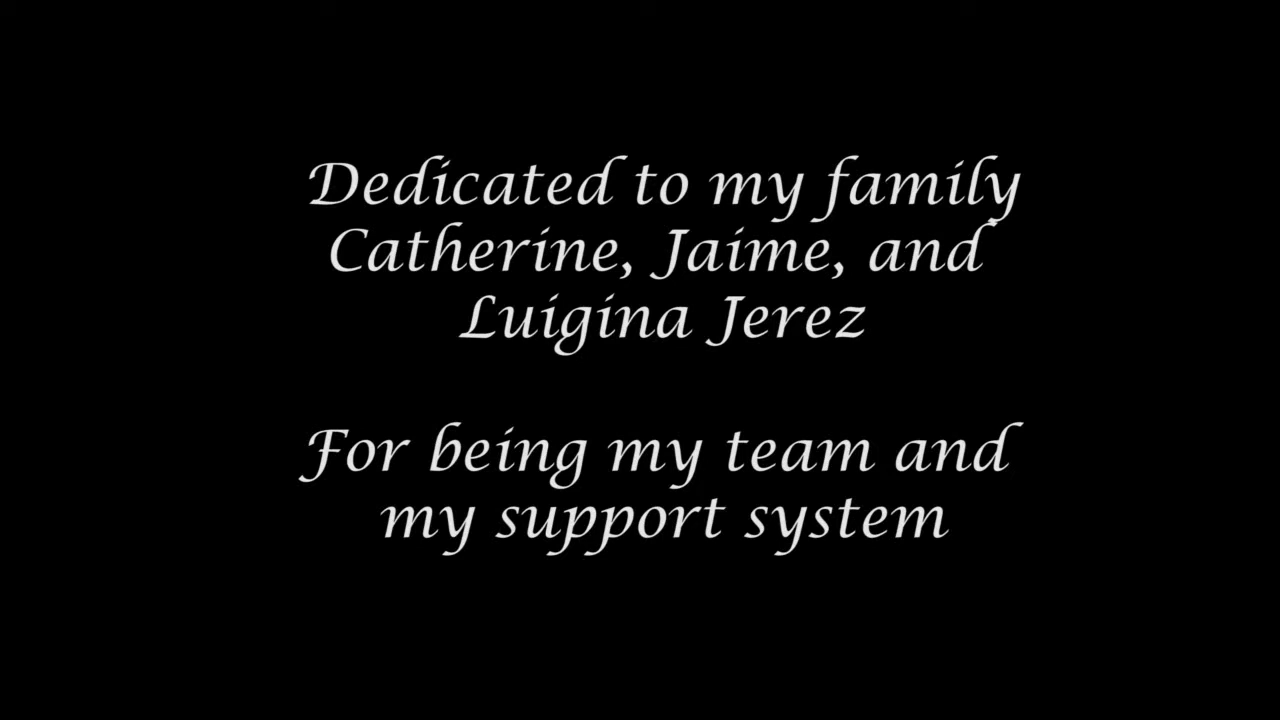 Dedicated to my family
Catherine, Jaime, and
Luigina Jerez
For being my team and
my support system